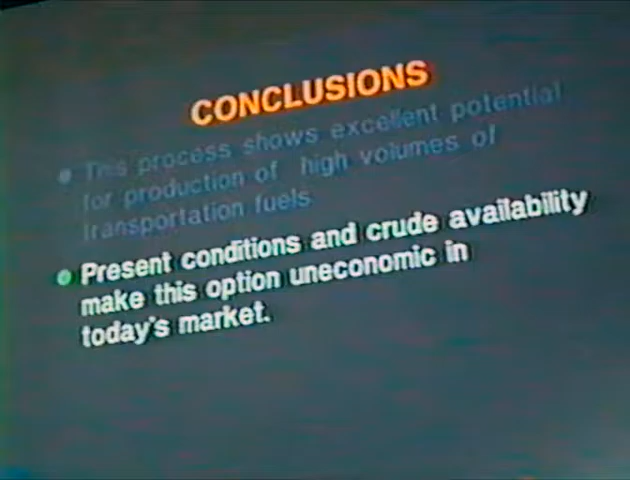 CONCLUSIONS
• This process shows excellent potential
for production of high volumes of
transportation fuels
• Present conditions and crude availability
make this option uneconomic in
today's market.